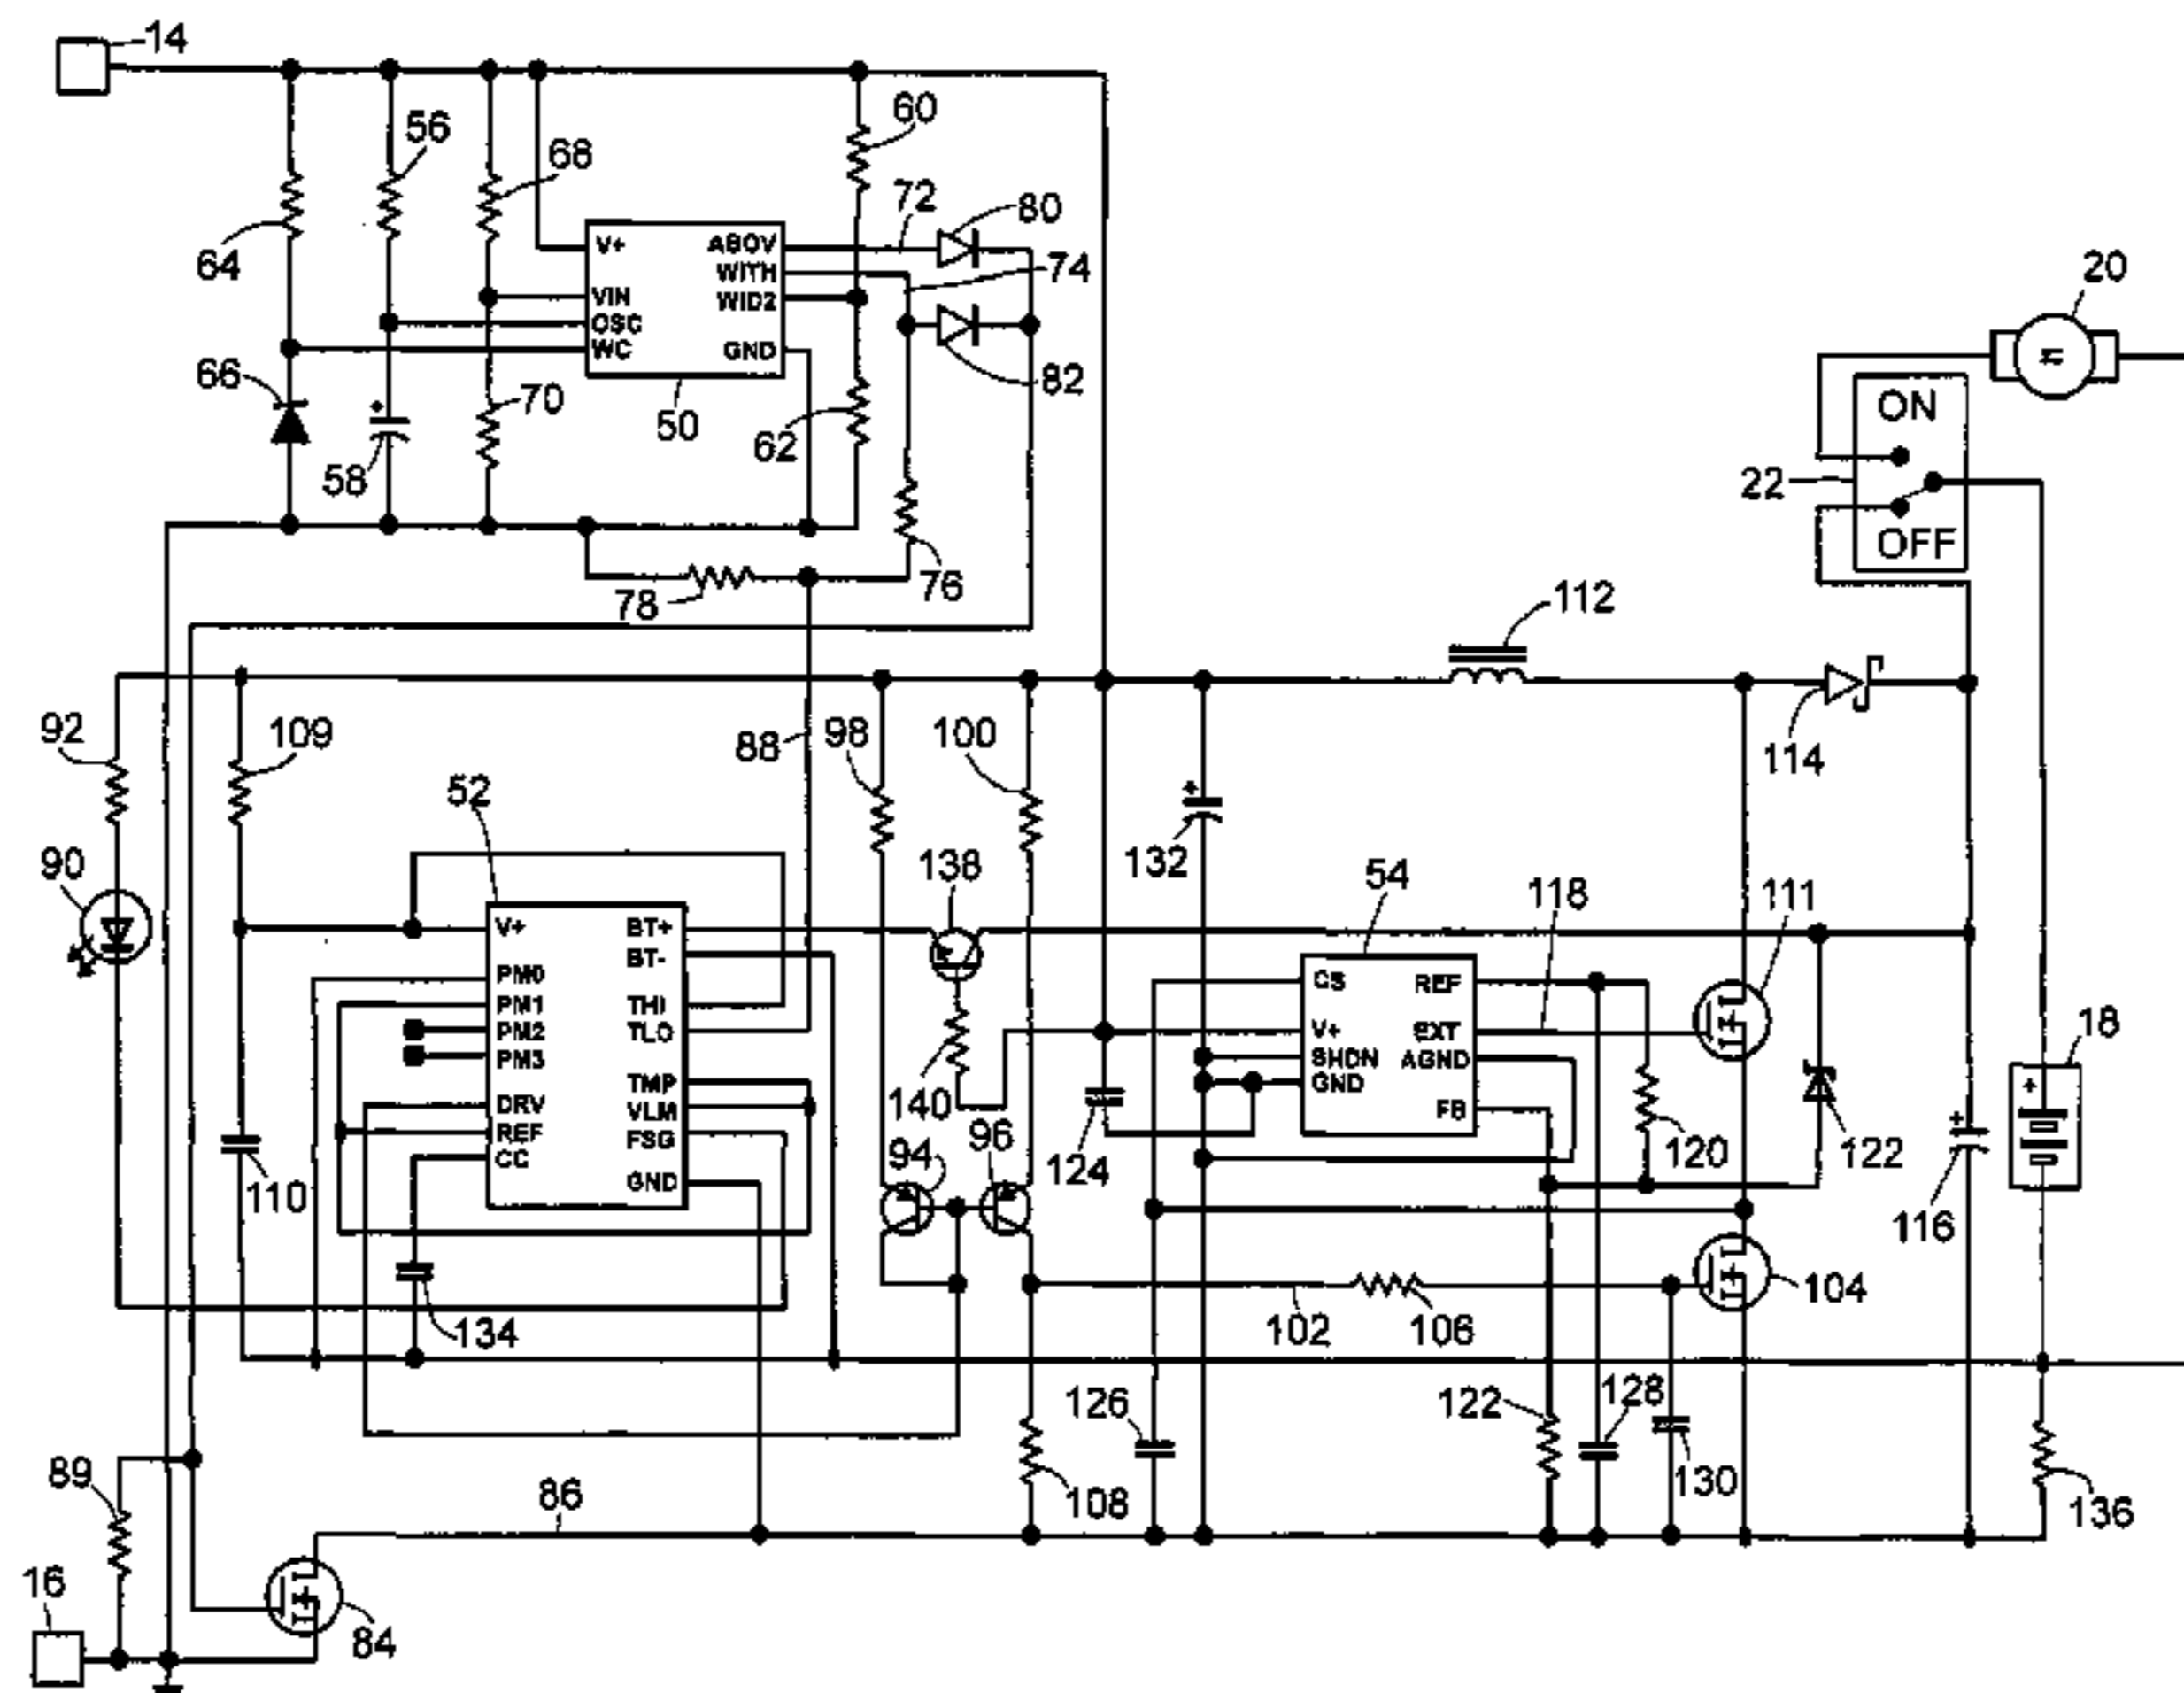 14
60
56
68
72
80
64
V+
ABOV
WITH
74
VIN
WID2
OSC
WC
GND
20
66
70
50
62
82
ON
22
58
OFF
76
78
112
92
109
88
98
100
114
52
90
138
132
54
118
111
V+
BT+
BT-
PM0
PM1
THI
PM2
TLO
PM3
TMP
DRV
VLM
REF
FSG
CC
GND
CS
REF
V+
EXT
SHDN
AGND
GND
FB
18
140
96
94
124
120
122
110
116
134
102
106
104
126
122
128
130
89
86
108
136
16
84